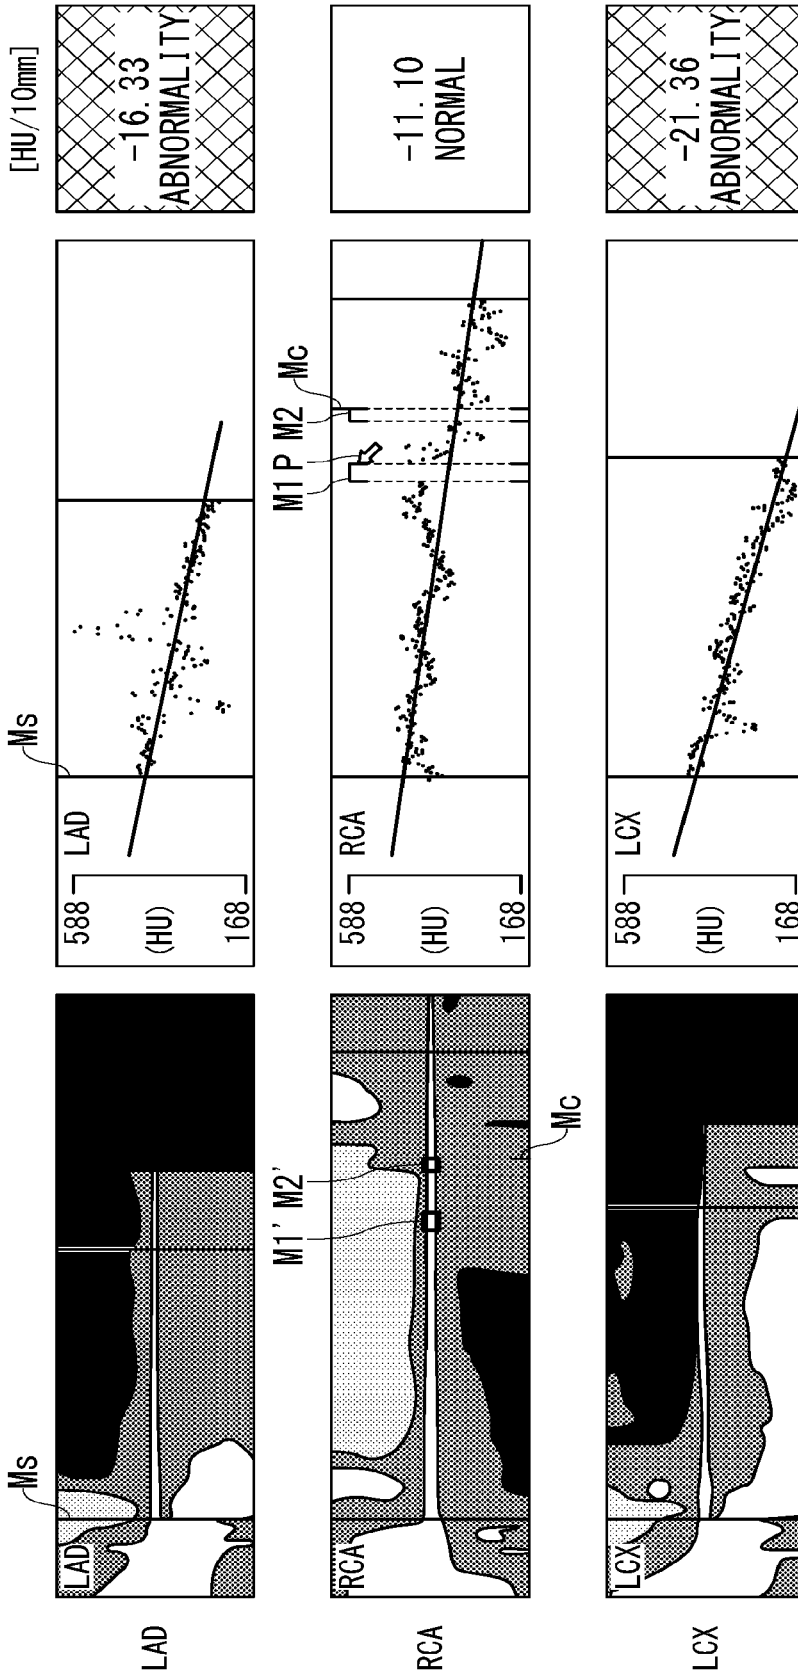 [HU/10mm]
LAD
Ms
LAD
588
(HU)
168
Ms
LAD
-16.33
ABNORMALITY
RCA
RCA
M1' M2'
Mc
588
(HU)
168
RCA
M1 P M2 Mc
-11.10
NORMAL
LCX
LCX
588
(HU)
168
LCX
-21.36
ABNORMALITY